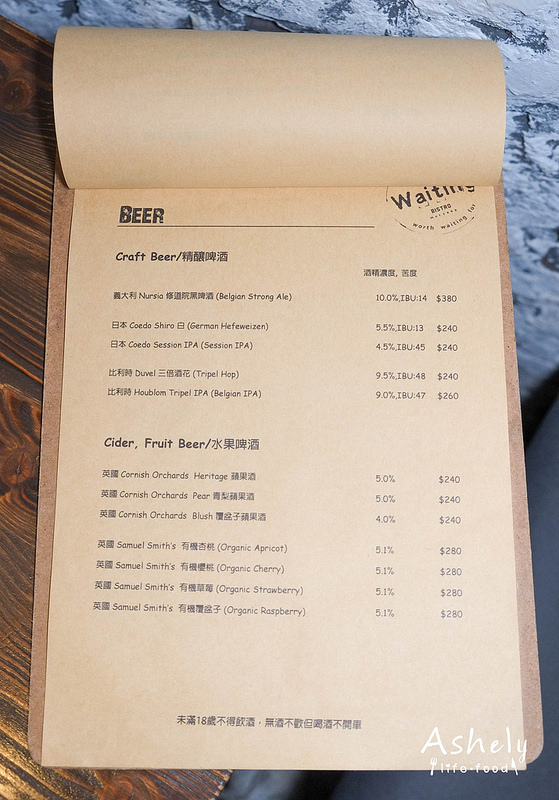 Waiting
BISTRO
worth waiting for
BEER
Craft Beer/精釀啤酒
酒精濃度, 苦度
義大利 Nursia 修道院黑啤酒 (Belgian Strong Ale) 10.0%,IBU:14 $380
日本 Coedo Shiro 白 (German Hefeweizen) 5.5%,IBU:13 $240
日本 Coedo Session IPA (Session IPA) 4.5%,IBU:45 $240
比利時 Duvel 三倍酒花 (Tripel Hop) 9.5%,IBU:48 $240
比利時 Houblom Tripel IPA (Belgian IPA) 9.0%,IBU:47 $260
Cider, Fruit Beer/水果啤酒
英國 Cornish Orchards Heritage 蘋果酒 5.0% $240
英國 Cornish Orchards Pear 青梨蘋果酒 5.0% $240
英國 Cornish Orchards Blush 覆盆子蘋果酒 4.0% $240
英國 Samuel Smith's 有機杏桃 (Organic Apricot) 5.1% $280
英國 Samuel Smith's 有機櫻桃 (Organic Cherry) 5.1% $280
英國 Samuel Smith's 有機草莓 (Organic Strawberry) 5.1% $280
英國 Samuel Smith's 有機覆盆子 (Organic Raspberry) 5.1% $280
未滿18歲不得飲酒，無酒不歡但喝酒不開車
Ashely
life·food